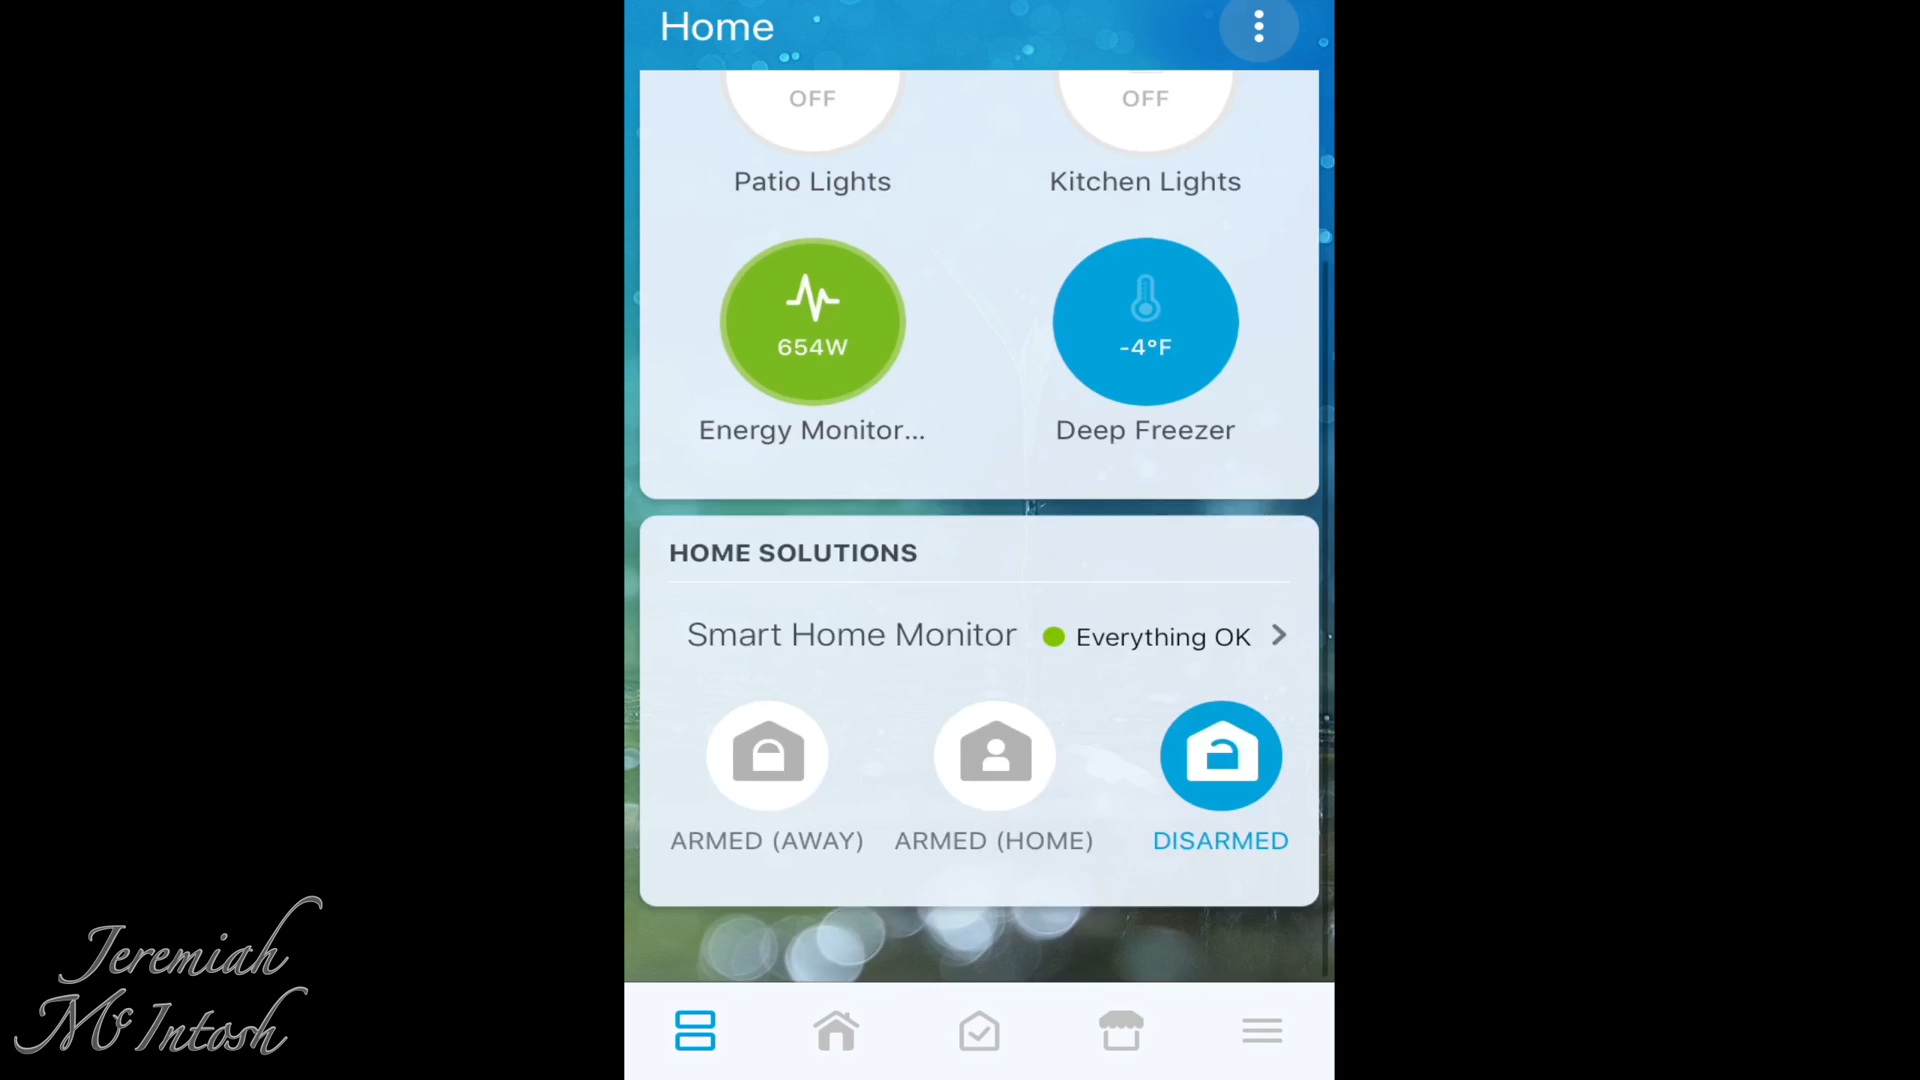 Home
OFF
OFF
Patio Lights
Kitchen Lights
654W
-4°F
Energy Monitor...
Deep Freezer
HOME SOLUTIONS
Smart Home Monitor
Everything OK
ARMED (AWAY)
ARMED (HOME)
DISARMED
Jeremiah
McIntosh